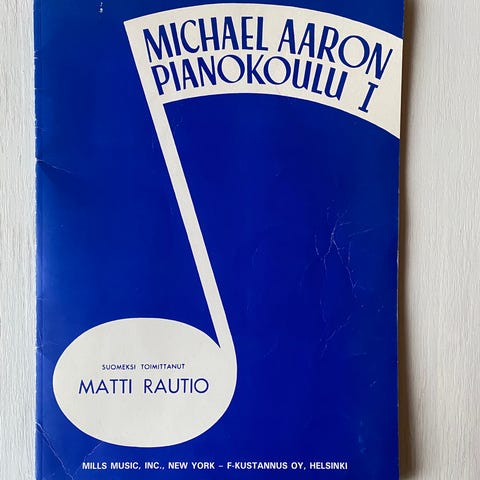 MICHAEL AARON
PIANOKOULU I
SUOMEKSI TOIMITTANUT
MATTI RAUTIO
MILLS MUSIC, INC., NEW YORK – F-KUSTANNUS OY, HELSINKI